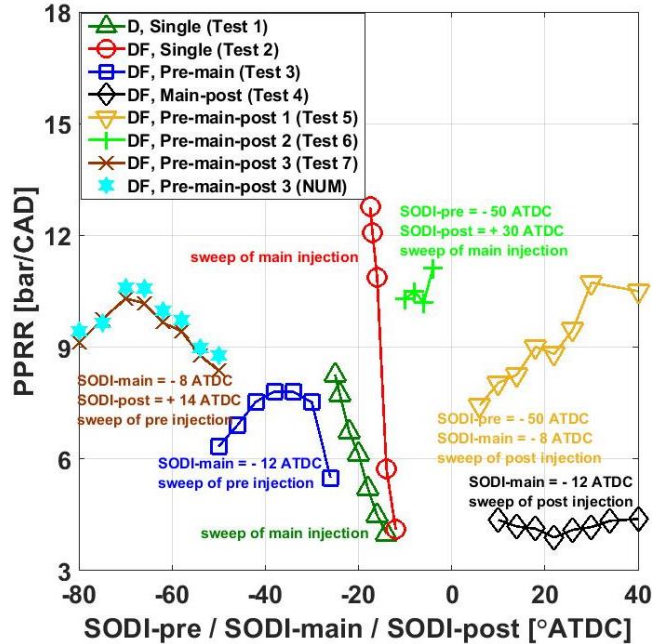 18
15
12
9
6
3
PPRR [bar/CAD]
D, Single (Test 1)
DF, Single (Test 2)
DF, Pre-main (Test 3)
DF, Main-post (Test 4)
DF, Pre-main-post 1 (Test 5)
DF, Pre-main-post 2 (Test 6)
DF, Pre-main-post 3 (Test 7)
DF, Pre-main-post 3 (NUM)
SODI-pre = - 50 ATDC
SODI-post = + 30 ATDC
sweep of main injection
sweep of main injection
SODI-main = - 8 ATDC
SODI-post = + 14 ATDC
sweep of pre injection
SODI-pre = - 50 ATDC
SODI-main = - 8 ATDC
sweep of post injection
SODI-main = - 12 ATDC
sweep of pre injection
SODI-main = - 12 ATDC
sweep of post injection
sweep of main injection
-80 -60 -40 -20 0 20 40
SODI-pre / SODI-main / SODI-post [°ATDC]